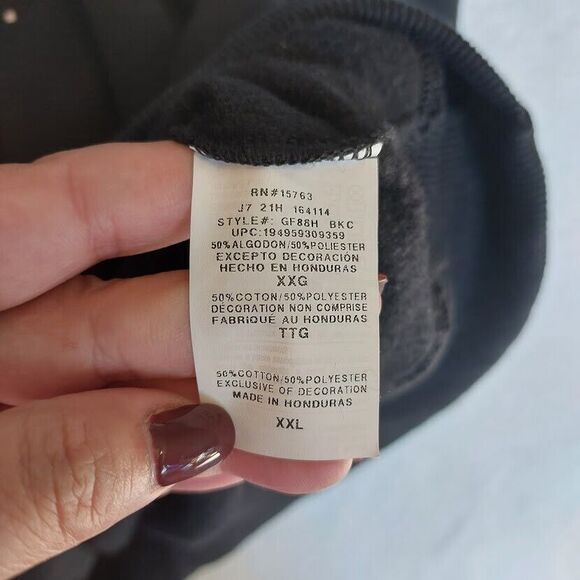 RN#15763
J7 21H 164114
STYLE#: GF88H BKC
UPC:194959309359
50%ALGODON/50%POLIESTER
EXCEPTO DECORACIÓN
HECHO EN HONDURAS
XXG
50%COTON/50%POLYESTER
DÉCORATION NON COMPRISE
FABRIQUÉ AU HONDURAS
TTG
50%COTTON/50%POLYESTER
EXCLUSIVE OF DECORATION
MADE IN HONDURAS
XXL